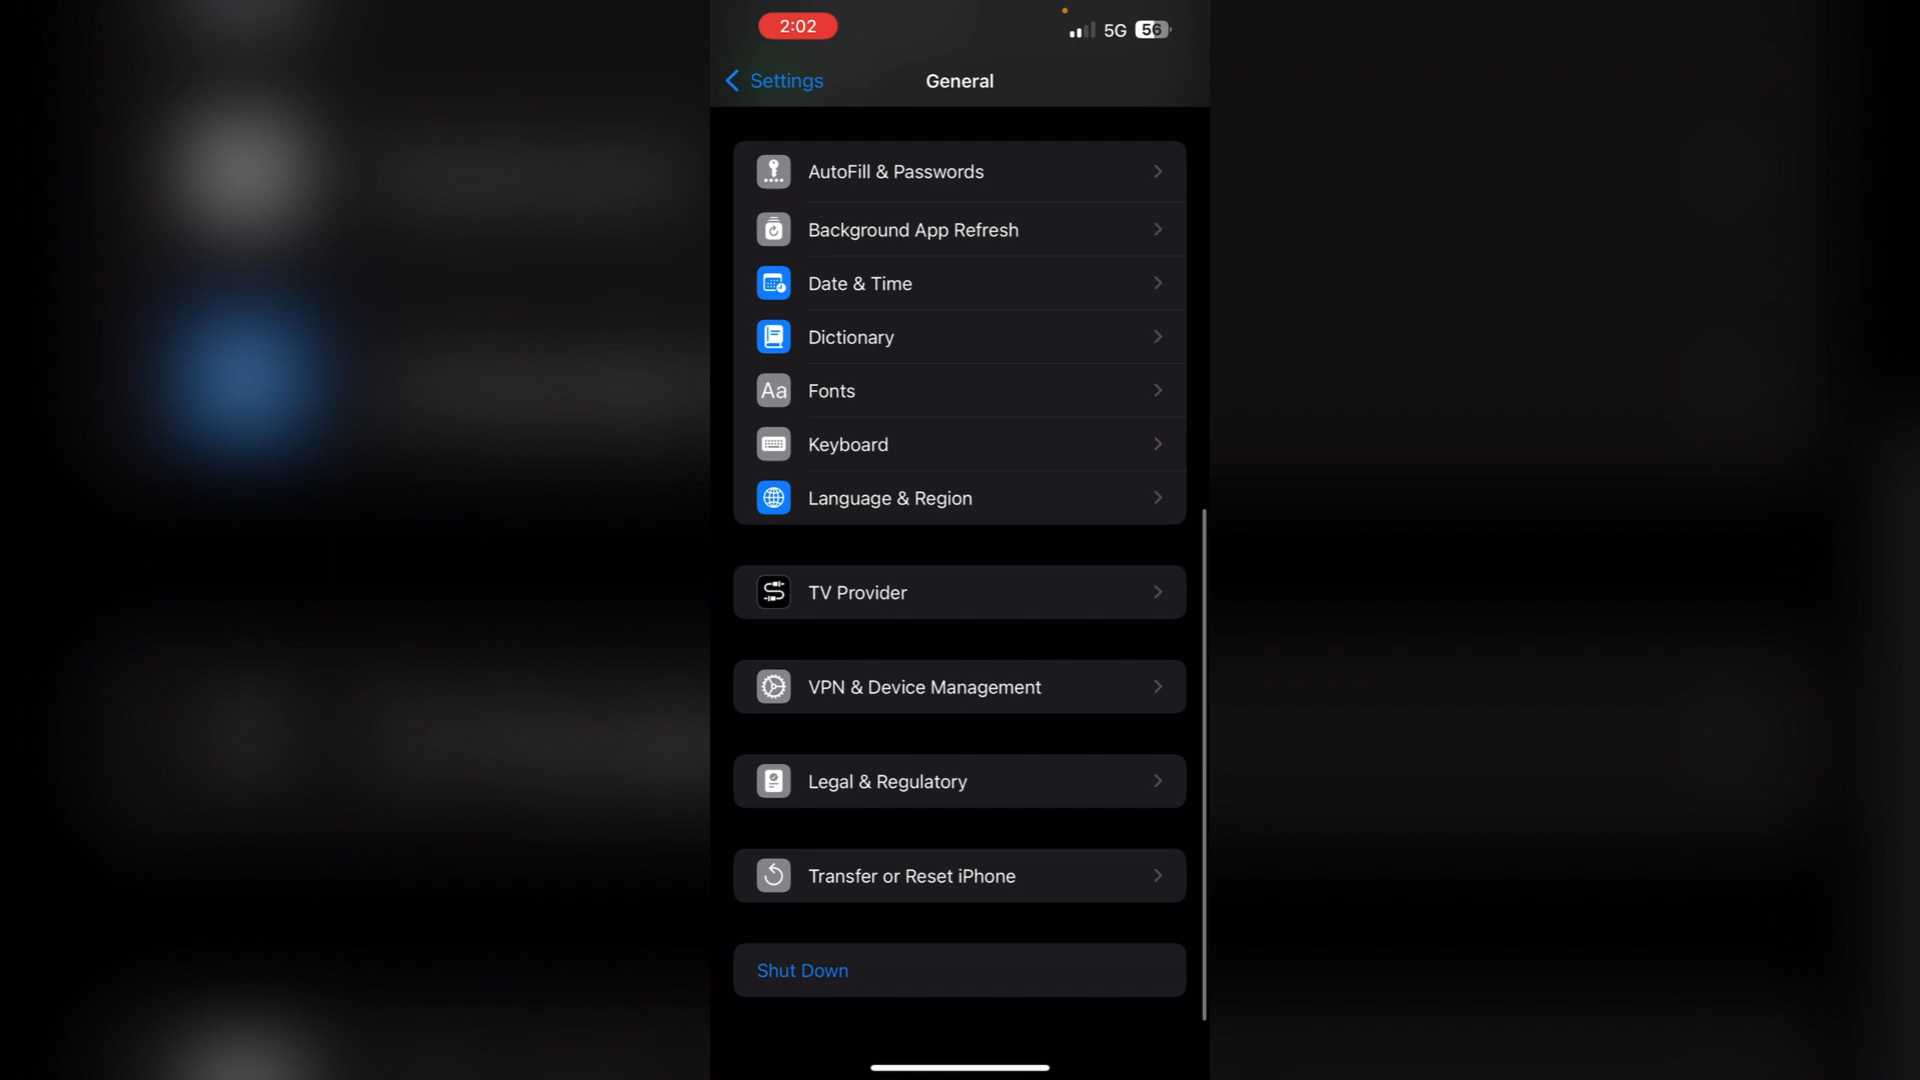 2:02
5G 56
Settings
General
AutoFill & Passwords
Background App Refresh
Date & Time
Dictionary
Aa Fonts
Keyboard
Language & Region
TV Provider
VPN & Device Management
Legal & Regulatory
Transfer or Reset iPhone
Shut Down